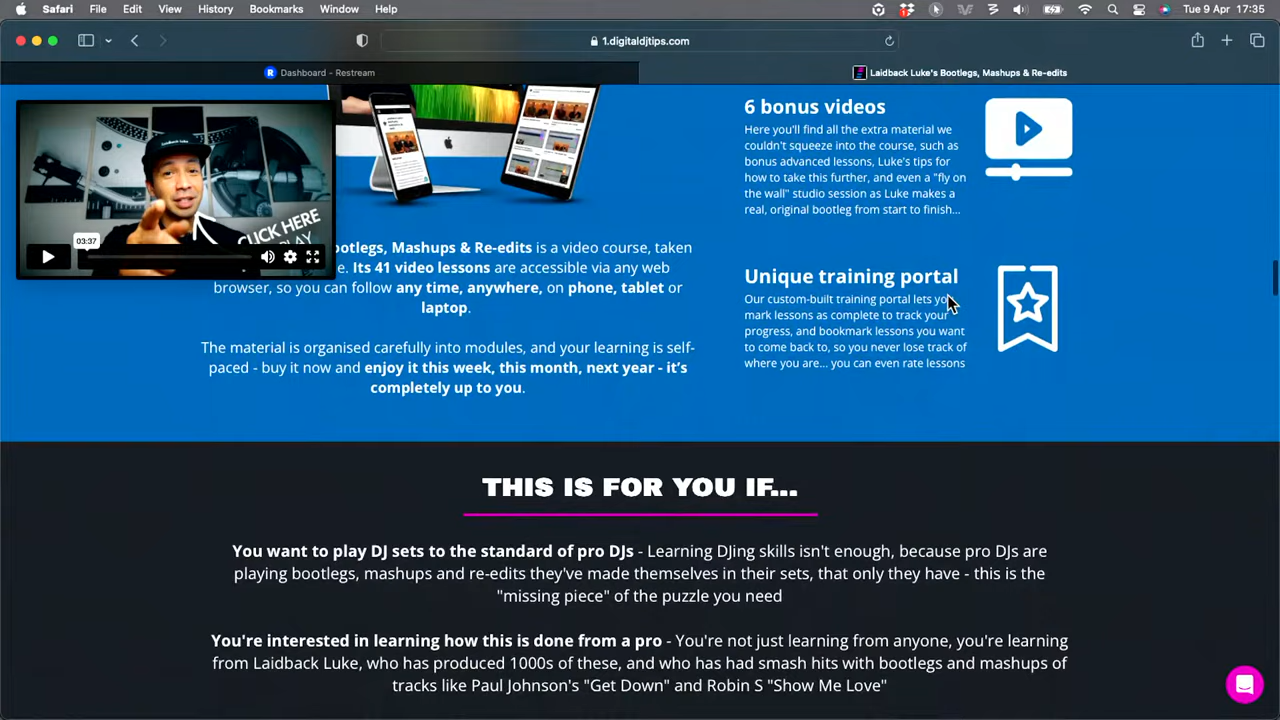 Safari File Edit View History Bookmarks Window Help Tue 9 Apr 17:35
1.digitaldjtips.com
Dashboard - Restream
Laidback Luke's Bootlegs, Mashups & Re-edits
CLICK HERE
03:37
ootlegs, Mashups & Re-edits is a video course, taken
e. Its 41 video lessons are accessible via any web
browser, so you can follow any time, anywhere, on phone, tablet or
laptop.
The material is organised carefully into modules, and your learning is self-
paced - buy it now and enjoy it this week, this month, next year - it's
completely up to you.
6 bonus videos
Here you'll find all the extra material we
couldn't squeeze into the course, such as
bonus advanced lessons, Luke's tips for
how to take this further, and even a "fly on
the wall" studio session as Luke makes a
real, original bootleg from start to finish...
Unique training portal
Our custom-built training portal lets you
mark lessons as complete to track your
progress, and bookmark lessons you want
to come back to, so you never lose track of
where you are... you can even rate lessons
THIS IS FOR YOU IF...
You want to play DJ sets to the standard of pro DJs - Learning DJing skills isn't enough, because pro DJs are
playing bootlegs, mashups and re-edits they've made themselves in their sets, that only they have - this is the
"missing piece" of the puzzle you need
You're interested in learning how this is done from a pro - You're not just learning from anyone, you're learning
from Laidback Luke, who has produced 1000s of these, and who has had smash hits with bootlegs and mashups of
tracks like Paul Johnson's "Get Down" and Robin S "Show Me Love"